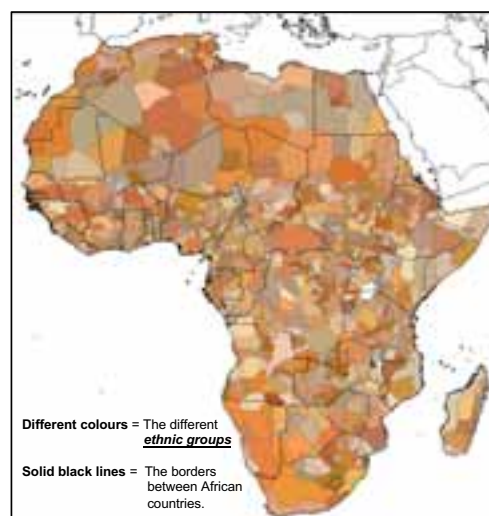 Different colours = The different
ethnic groups
Solid black lines = The borders
between African
countries.